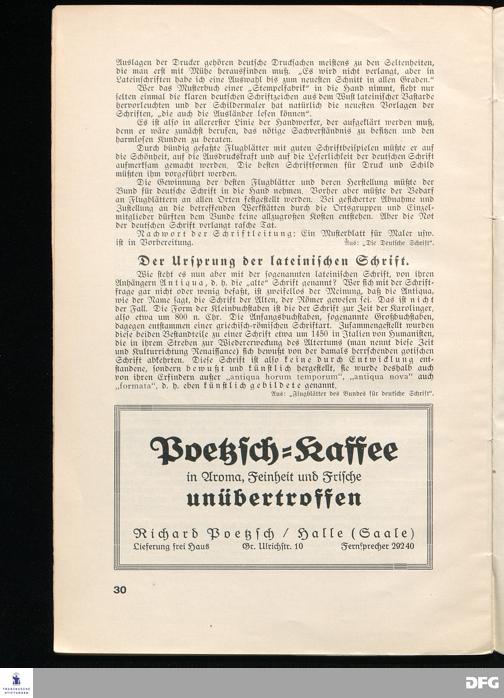 Auslagen der Drucker gehören deutsche Drucksachen meistens zu den Seltenheiten,
die man erst mit Mühe herausfinden muß. „Es wird nicht verlangt, aber in
Lateinschriften habe ich eine Auswahl bis zum neuesten Schnitt in allen Graden.“
Wer das Musterbuch einer „Stempelfabrik“ in die Hand nimmt, sieht nur
selten einmal die klaren deutschen Schriftzeichen aus dem Wust lateinischer Bastarde
hervorleuchten und der Schildermaler hat natürlich die neuesten Vorlagen der
Schriften, „die auch die Ausländer lesen können“.
Es ist also in allererster Linie der Handwerker, der aufgeklärt werden muß,
denn er wäre zunächst berufen, das nötige Sachverständnis zu besitzen und den
harmlosen Kunden zu beraten.
Durch bündig gefaßte Flugblätter mit guten Schriftbeispielen müßte er auf
die Schönheit, auf die Ausdruckskraft und auf die Leserlichkeit der deutschen Schrift
aufmerksam gemacht werden. Die besten Schriftformen für Druck und Schild
müßten ihm vorgeführt werden.
Die Gewinnung der besten Flugblätter und deren Herstellung müßte der
Bund für deutsche Schrift in die Hand nehmen. Vorher aber müßte der Bedarf
an Flugblättern an allen Orten festgestellt werden. Bei gesicherter Abnahme und
Zustellung an die betreffenden Werkstätten durch die Ortsgruppen und Einzel-
mitglieder dürften dem Bunde keine allzugroßen Kosten entstehen. Aber die Not
der deutschen Schrift verlangt rasche Tat.
Nachwort der Schriftleitung: Ein Musterblatt für Maler usw.
ist in Vorbereitung. Aus: „Die Deutsche Schrift“.
Der Ursprung der lateinischen Schrift.
Wie steht es nun aber mit der sogenannten lateinischen Schrift, von ihren
Anhängern Antiqua, d. h. die „alte“ Schrift genannt? Wer sich mit der Schrift-
frage gar nicht oder wenig befaßt, ist zweifellos der Meinung, daß die Antiqua,
wie der Name sagt, die Schrift der Alten, der Römer gewesen sei. Das ist nicht
der Fall. Die Form der Kleinbuchstaben ist die der Schrift zur Zeit der Karolinger,
also etwa um 800 n. Chr. Die Anfangsbuchstaben, sogenannte Großbuchstaben,
dagegen entstammen einer griechisch-römischen Schriftart. Zusammengestellt wurden
diese beiden Bestandteile zu einer Schrift etwa um 1450 in Italien von Humanisten,
die in ihrem Streben zur Wiedererweckung des Altertums (man nennt diese Zeit
und Kulturrichtung Renaissance) sich bewußt von der damals herrschenden gotischen
Schrift abkehrten. Diese Schrift ist also keine durch Entwicklung ent-
standene, sondern bewußt und künstlich hergestellt, sie wurde deshalb auch
von ihren Erfindern außer „antiqua horum temporum“, „antiqua nova“ auch
„formata“, d. h. eben künstlich gebildete genannt.
Aus: „Flugblätter des Bundes für deutsche Schrift“.
Poetzsch-Kaffee
in Aroma, Feinheit und Frische
unübertroffen
Richard Poetzsch / Halle (Saale)
Lieferung frei Haus Gr. Ulrichstr. 10 Fernsprecher 29240
30
FRANCKESCHE
STIFTUNGEN
DFG